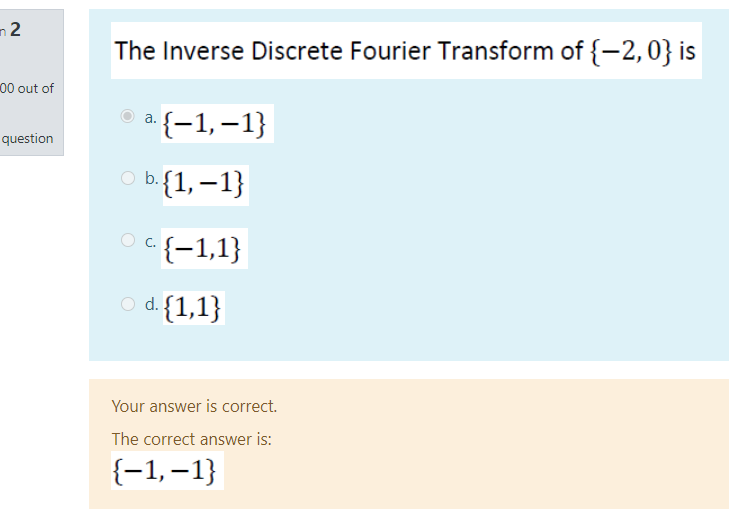 n 2
00 out of
question
The Inverse Discrete Fourier Transform of {−2, 0} is
a. {−1, −1}
b. {1, −1}
c. {−1,1}
d. {1,1}
Your answer is correct.
The correct answer is:
{−1, −1}